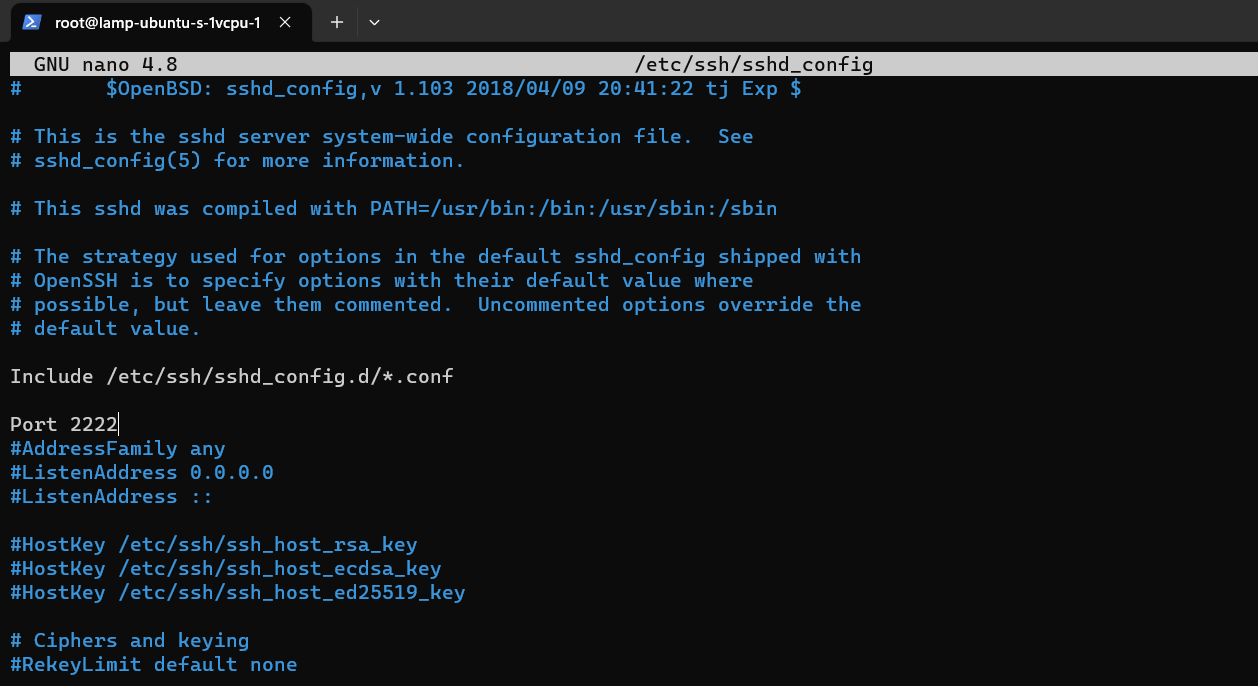 root@lamp-ubuntu-s-1vcpu-1
GNU nano 4.8 /etc/ssh/sshd_config
# $OpenBSD: sshd_config,v 1.103 2018/04/09 20:41:22 tj Exp $
# This is the sshd server system-wide configuration file.  See
# sshd_config(5) for more information.
# This sshd was compiled with PATH=/usr/bin:/bin:/usr/sbin:/sbin
# The strategy used for options in the default sshd_config shipped with
# OpenSSH is to specify options with their default value where
# possible, but leave them commented.  Uncommented options override the
# default value.
Include /etc/ssh/sshd_config.d/*.conf
Port 2222
#AddressFamily any
#ListenAddress 0.0.0.0
#ListenAddress ::
#HostKey /etc/ssh/ssh_host_rsa_key
#HostKey /etc/ssh/ssh_host_ecdsa_key
#HostKey /etc/ssh/ssh_host_ed25519_key
# Ciphers and keying
#RekeyLimit default none